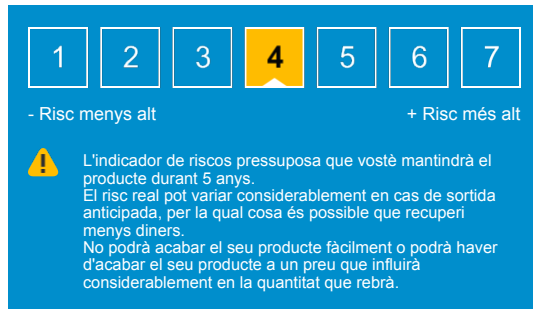 1 2 3 4 5 6 7
- Risc menys alt + Risc més alt
L'indicador de riscos pressuposa que vostè mantindrà el
producte durant 5 anys.
El risc real pot variar considerablement en cas de sortida
anticipada, per la qual cosa és possible que recuperi
menys diners.
No podrà acabar el seu producte fàcilment o podrà haver
d'acabar el seu producte a un preu que influirà
considerablement en la quantitat que rebrà.